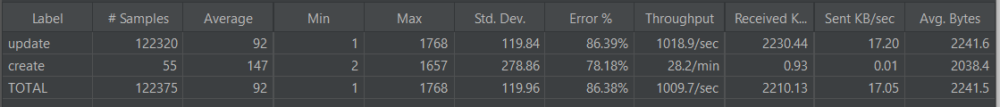 Label # Samples Average Min Max Std. Dev. Error % Throughput Received K... Sent KB/sec Avg. Bytes
update 122320 92 1 1768 119.84 86.39% 1018.9/sec 2230.44 17.20 2241.6
create 55 147 2 1657 278.86 78.18% 28.2/min 0.93 0.01 2038.4
TOTAL 122375 92 1 1768 119.96 86.38% 1009.7/sec 2210.13 17.05 2241.5